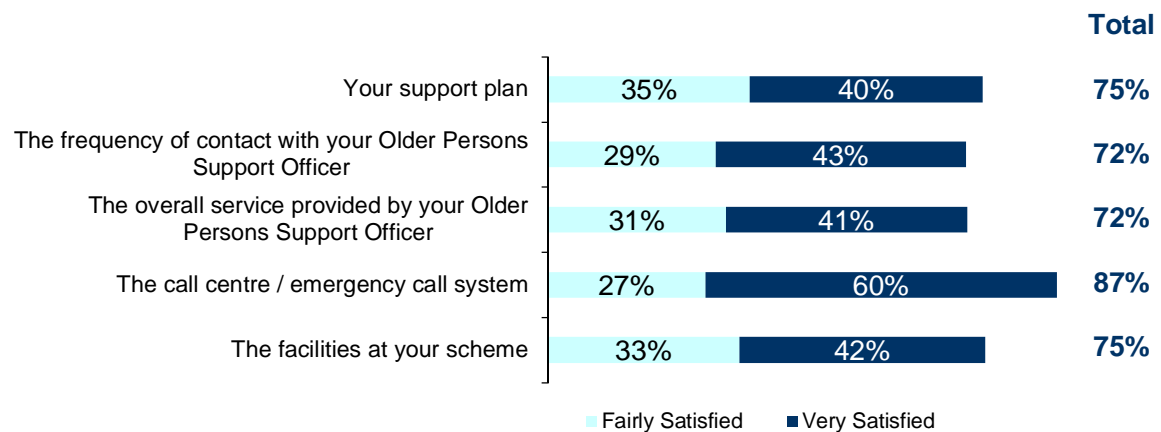 Total
Your support plan
35%
40%
75%
The frequency of contact with your Older Persons
Support Officer
29%
43%
72%
The overall service provided by your Older
Persons Support Officer
31%
41%
72%
The call centre / emergency call system
27%
60%
87%
The facilities at your scheme
33%
42%
75%
Fairly Satisfied
Very Satisfied